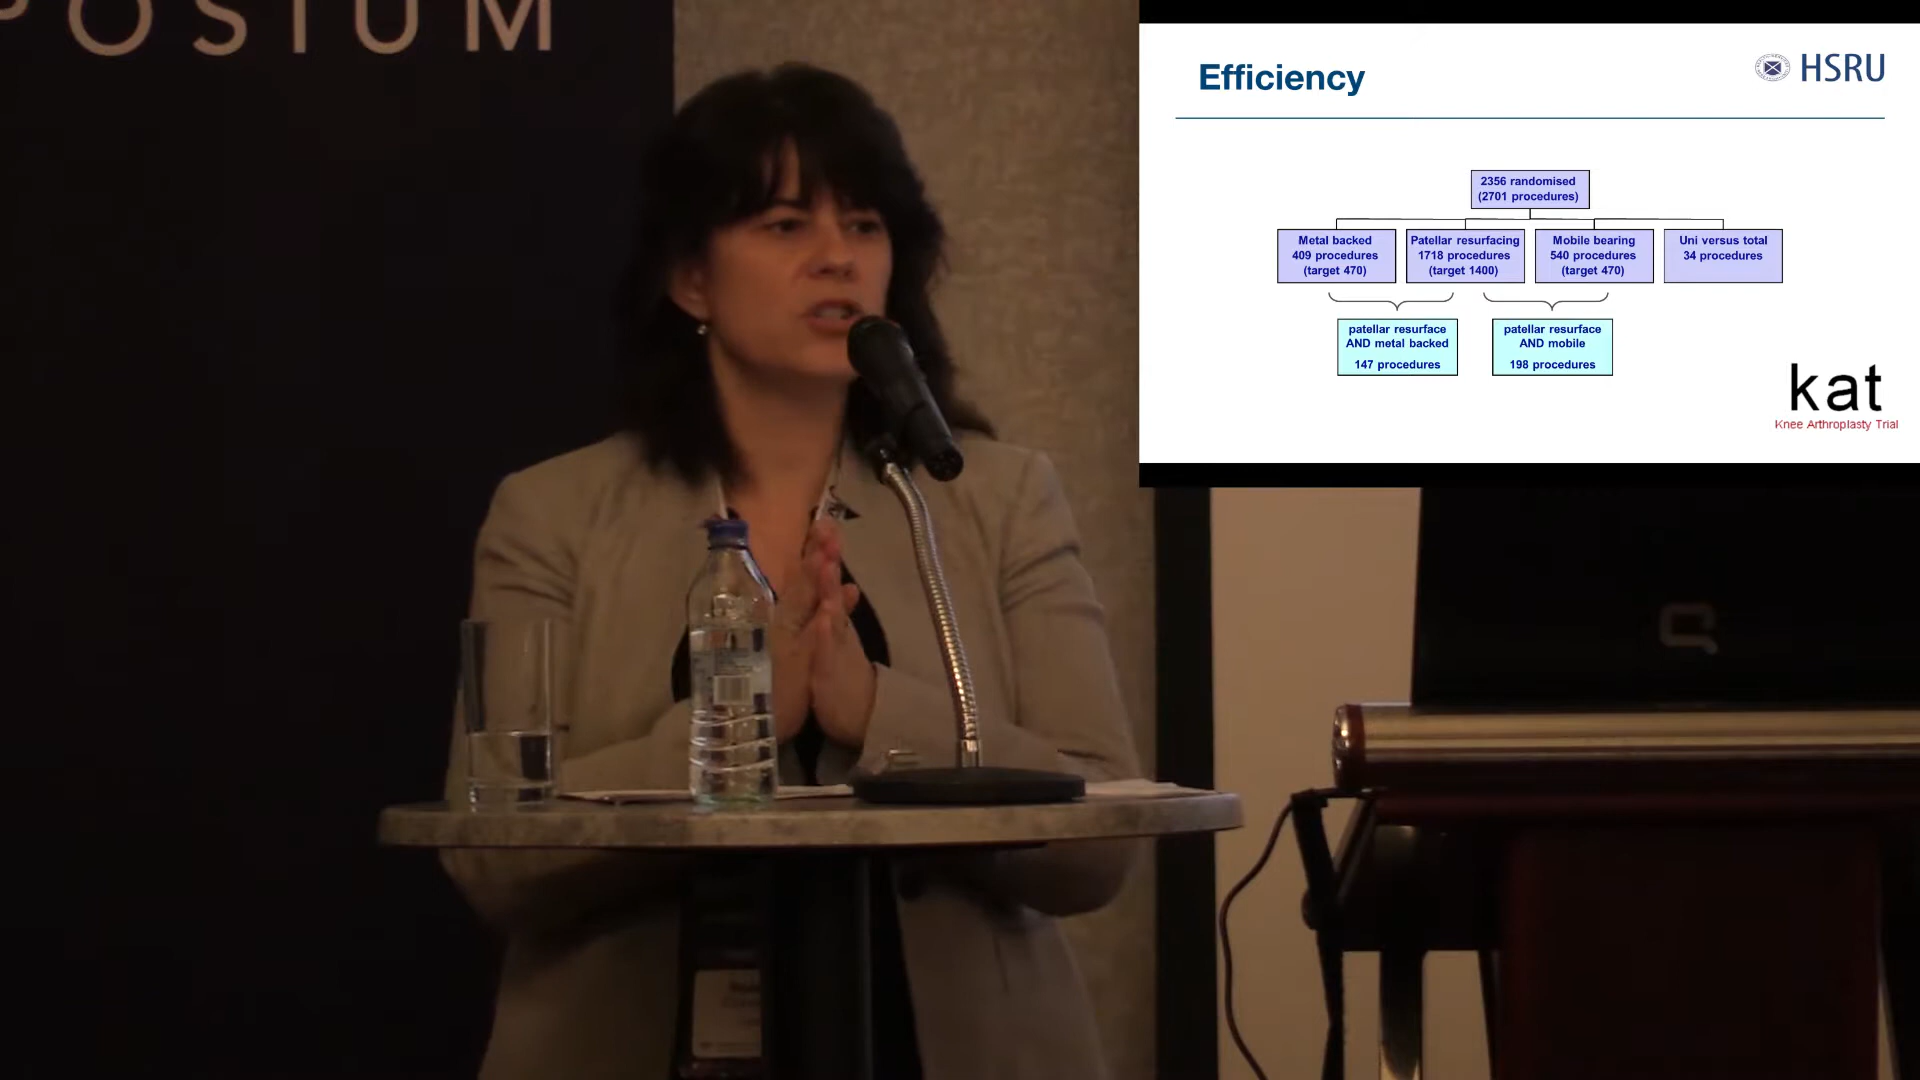 POSIUM
Efficiency
HSRU
2356 randomised
(2701 procedures)
Metal backed
409 procedures
(target 470)
Patellar resurfacing
1718 procedures
(target 1400)
Mobile bearing
540 procedures
(target 470)
Uni versus total
34 procedures
patellar resurface
AND metal backed
147 procedures
patellar resurface
AND mobile
198 procedures
kat
Knee Arthroplasty Trial